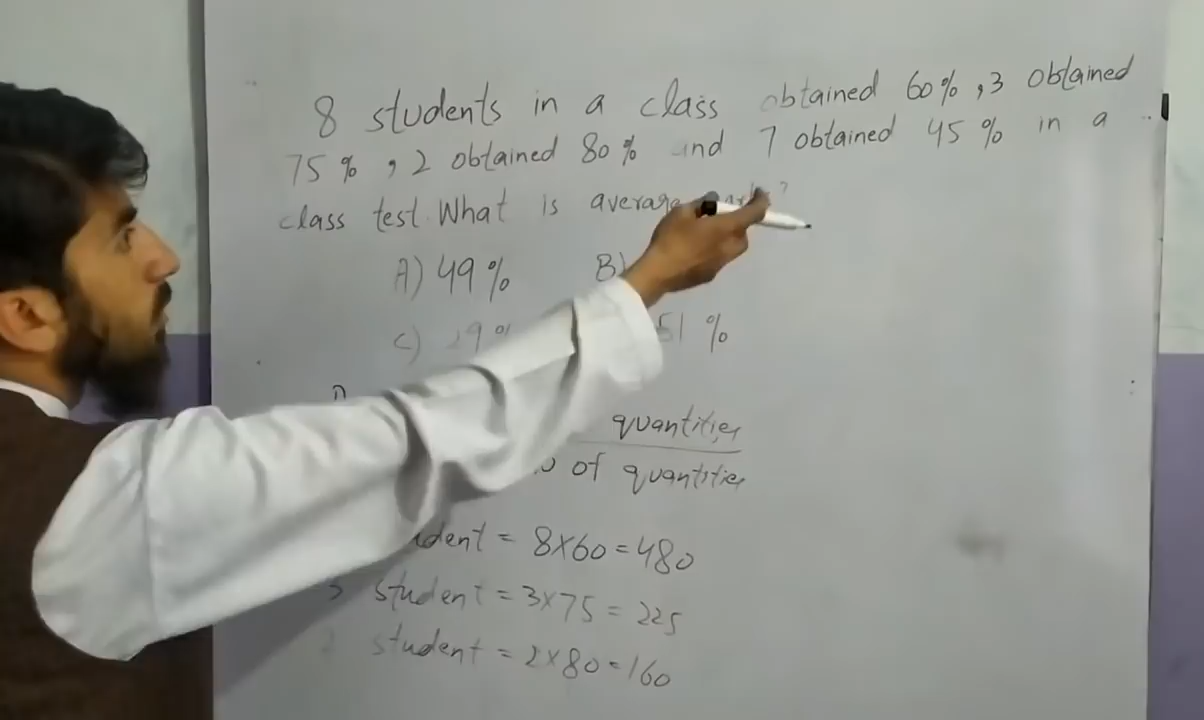 8 students in a class obtained 60% , 3 obtained
75 % , 2 obtained 80 % and 7 obtained 45 % in a
class test. What is average
A) 49 % B)
C) 51 %
quantities
of quantities
= 8×60 = 480
3 student = 3×75 = 225
2 student = 2×80 = 160